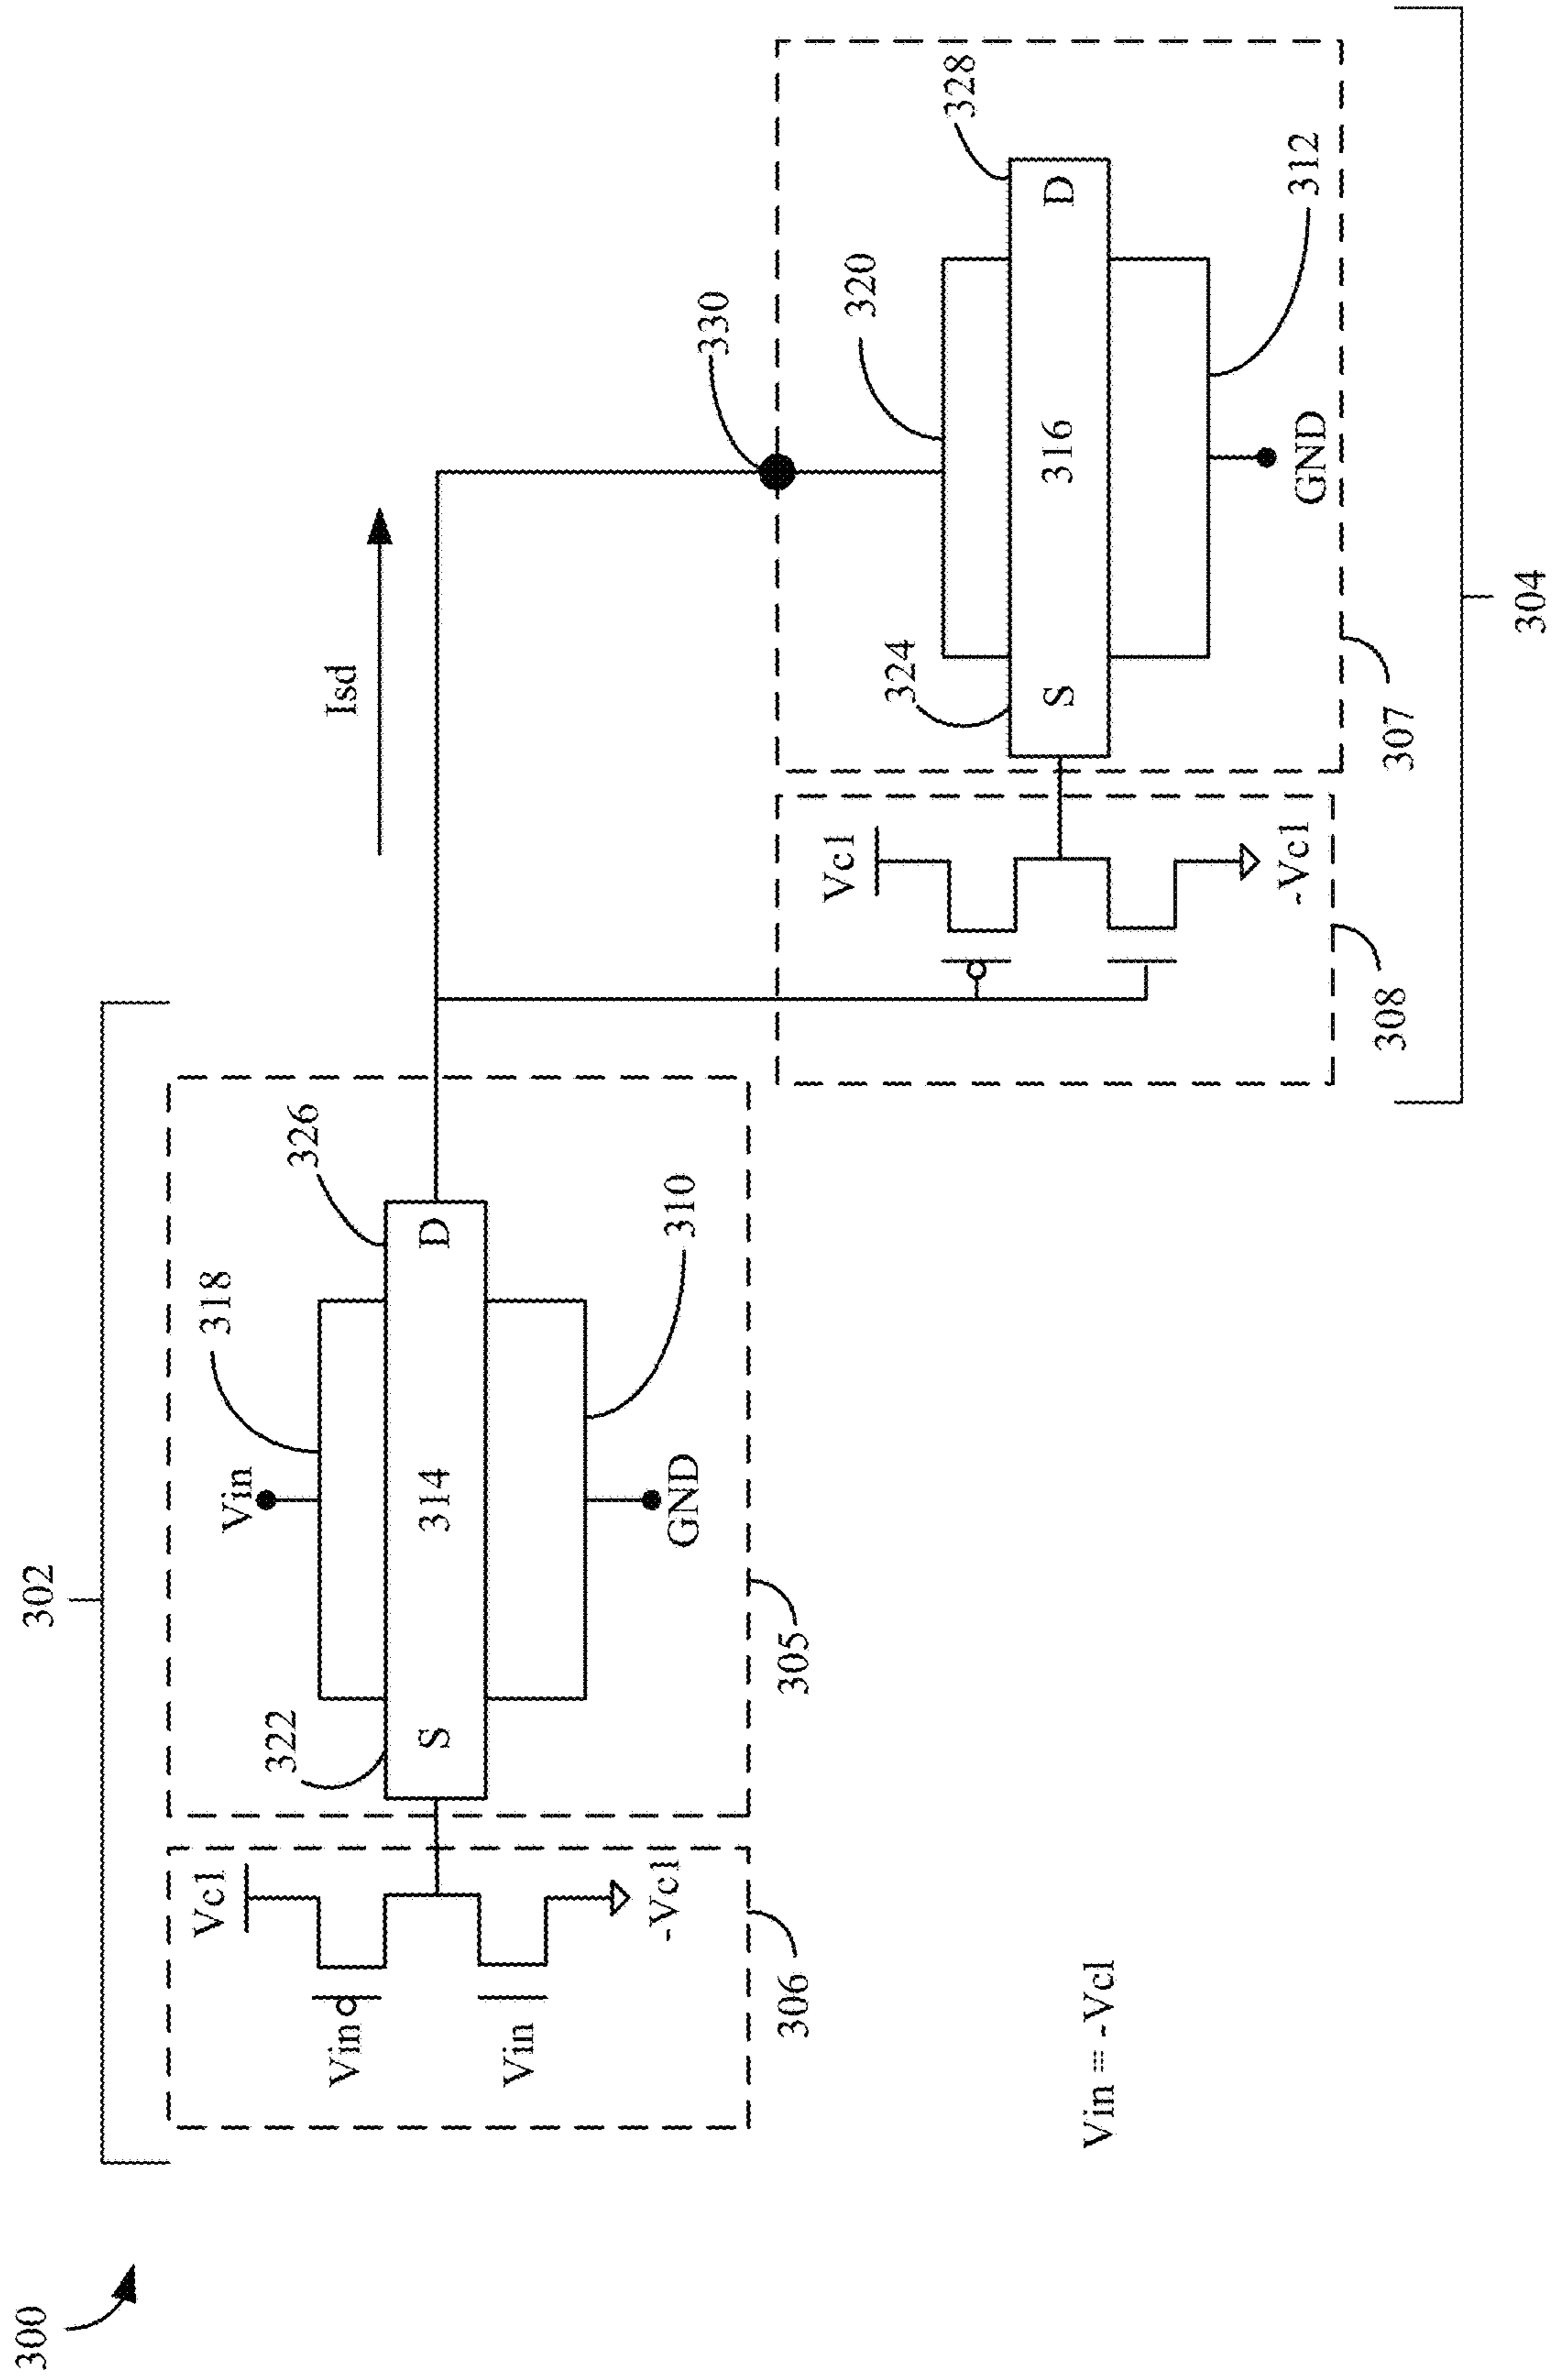 300
302
306
Vc1
Vin
Vin
-Vc1
305
322
Vin
318
S
314
D
326
310
GND
Isd
330
304
308
Vc1
-Vc1
307
324
320
S
316
D
328
312
GND
Vin = -Vc1